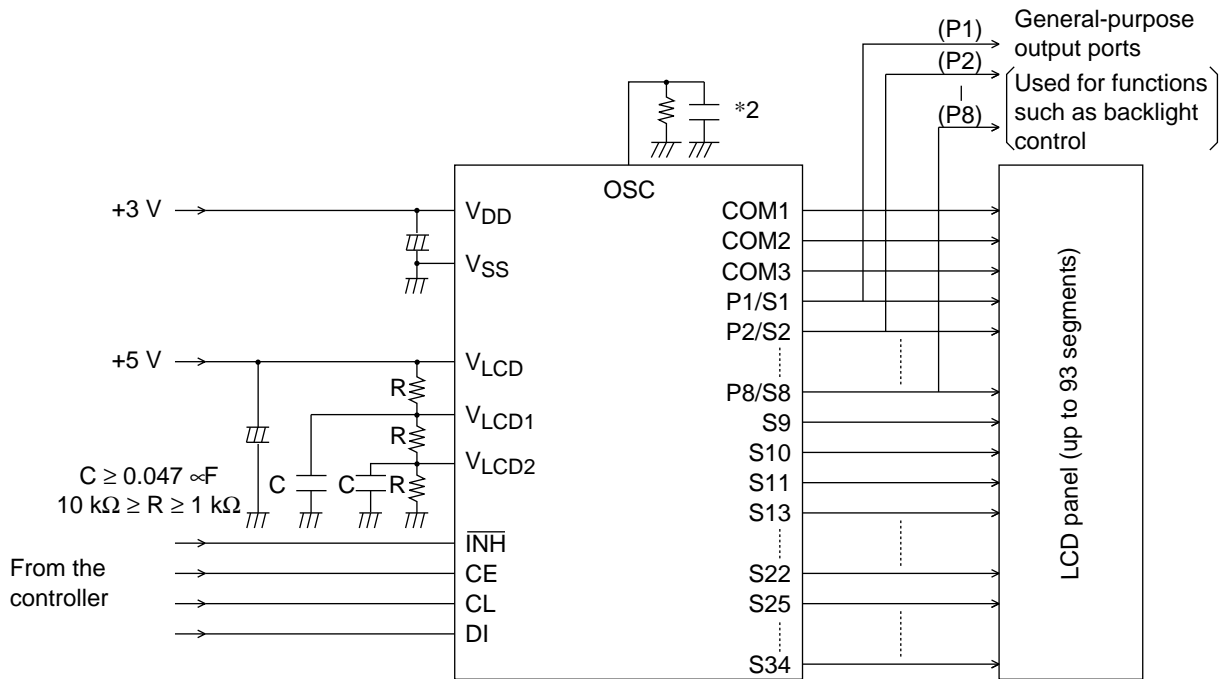 (P1)
General-purpose
output ports
(P2)
(P8)
Used for functions
such as backlight
control
*2
OSC
+3 V
VDD
VSS
+5 V
VLCD
R
VLCD1
R
VLCD2
C
C
R
C ≥ 0.047 ∝F
10 kΩ ≥ R ≥ 1 kΩ
From the
controller
INH
CE
CL
DI
COM1
COM2
COM3
P1/S1
P2/S2
P8/S8
S9
S10
S11
S13
S22
S25
S34
LCD panel (up to 93 segments)